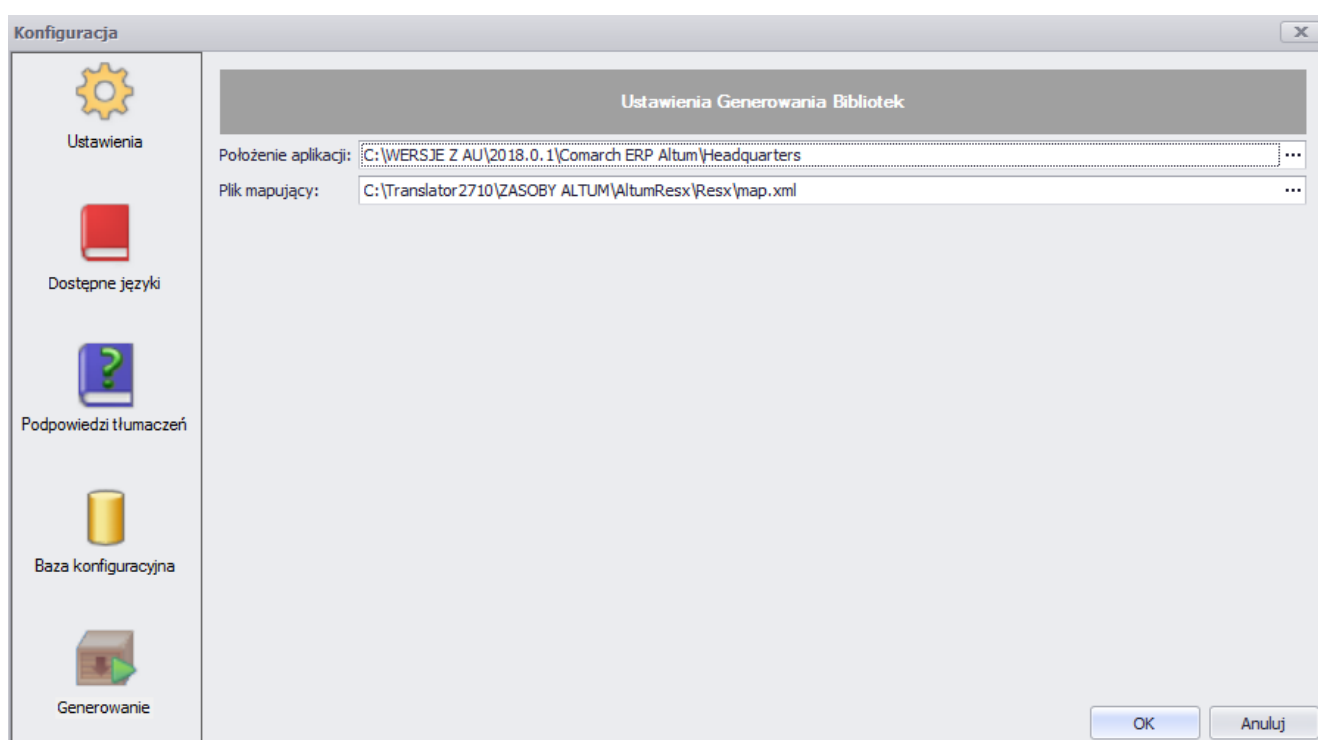 Konfiguracja
Ustawienia
Dostępne języki
Podpowiedzi tłumaczeń
Baza konfiguracyjna
Generowanie
Ustawienia Generowania Bibliotek
Położenie aplikacji: C:\WERSJE Z AU\2018.0.1\Comarch ERP Altum\Headquarters ...
Plik mapujący: C:\Translator2710\ZASOBY ALTUM\AltumResx\Resx\map.xml ...
OK Anuluj